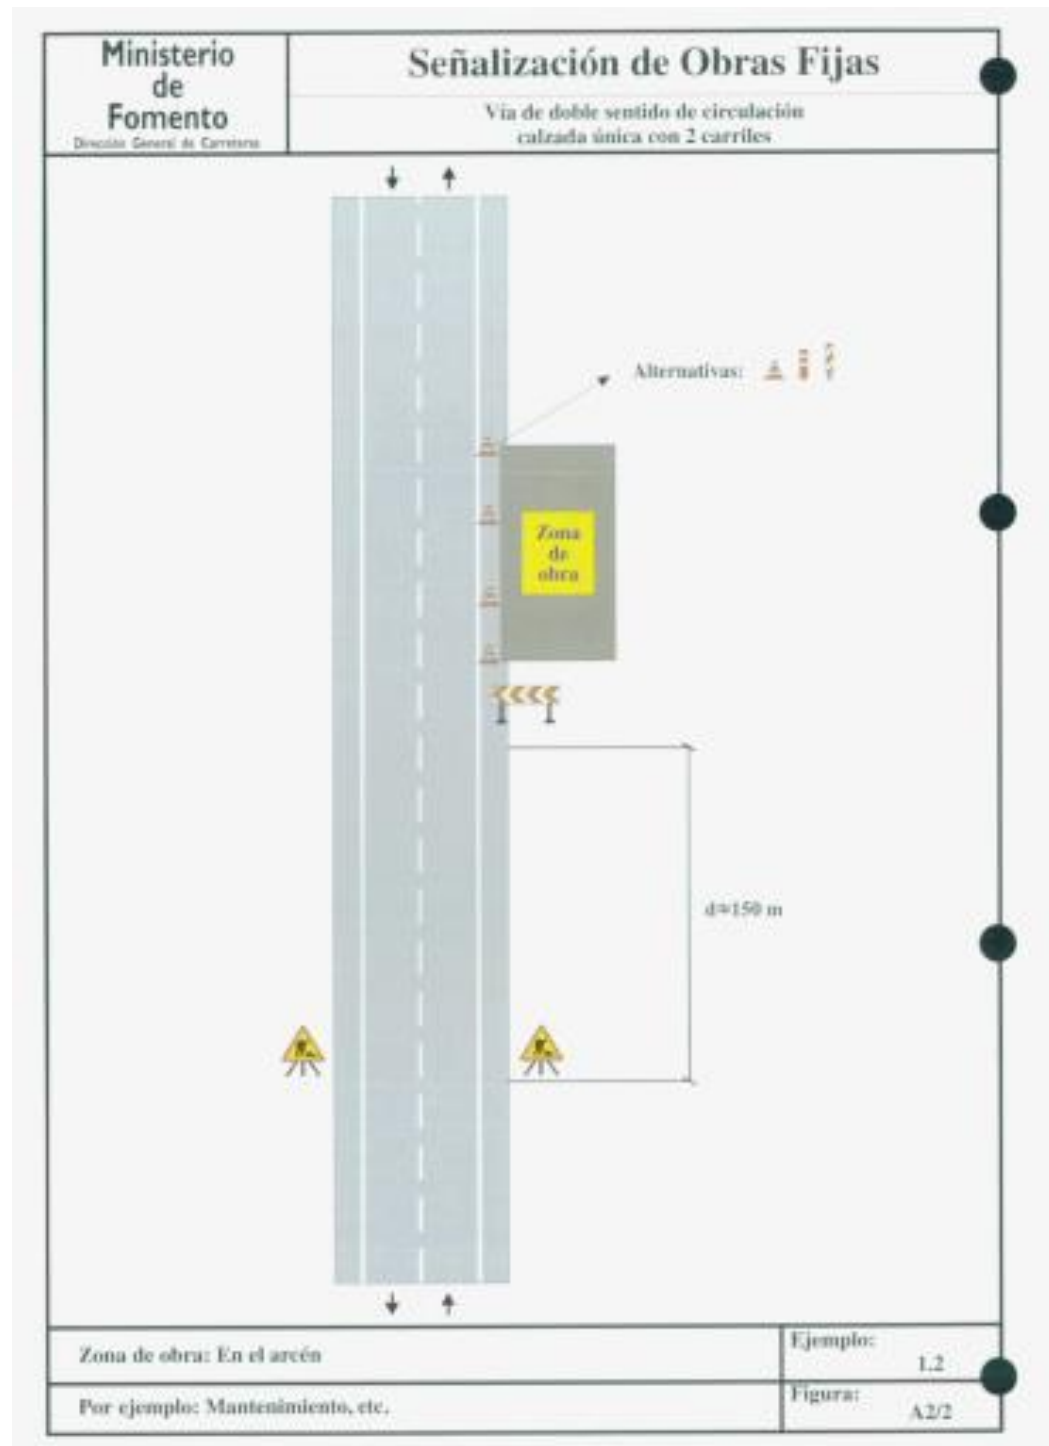 Ministerio
de
Fomento
Dirección General de Carreteras
Señalización de Obras Fijas
Vía de doble sentido de circulación
calzada única con 2 carriles
Alternativas:
Zona
de
obra
d≈150 m
Zona de obra: En el arcén
Ejemplo:
1.2
Por ejemplo: Mantenimiento, etc.
Figura:
A2/2